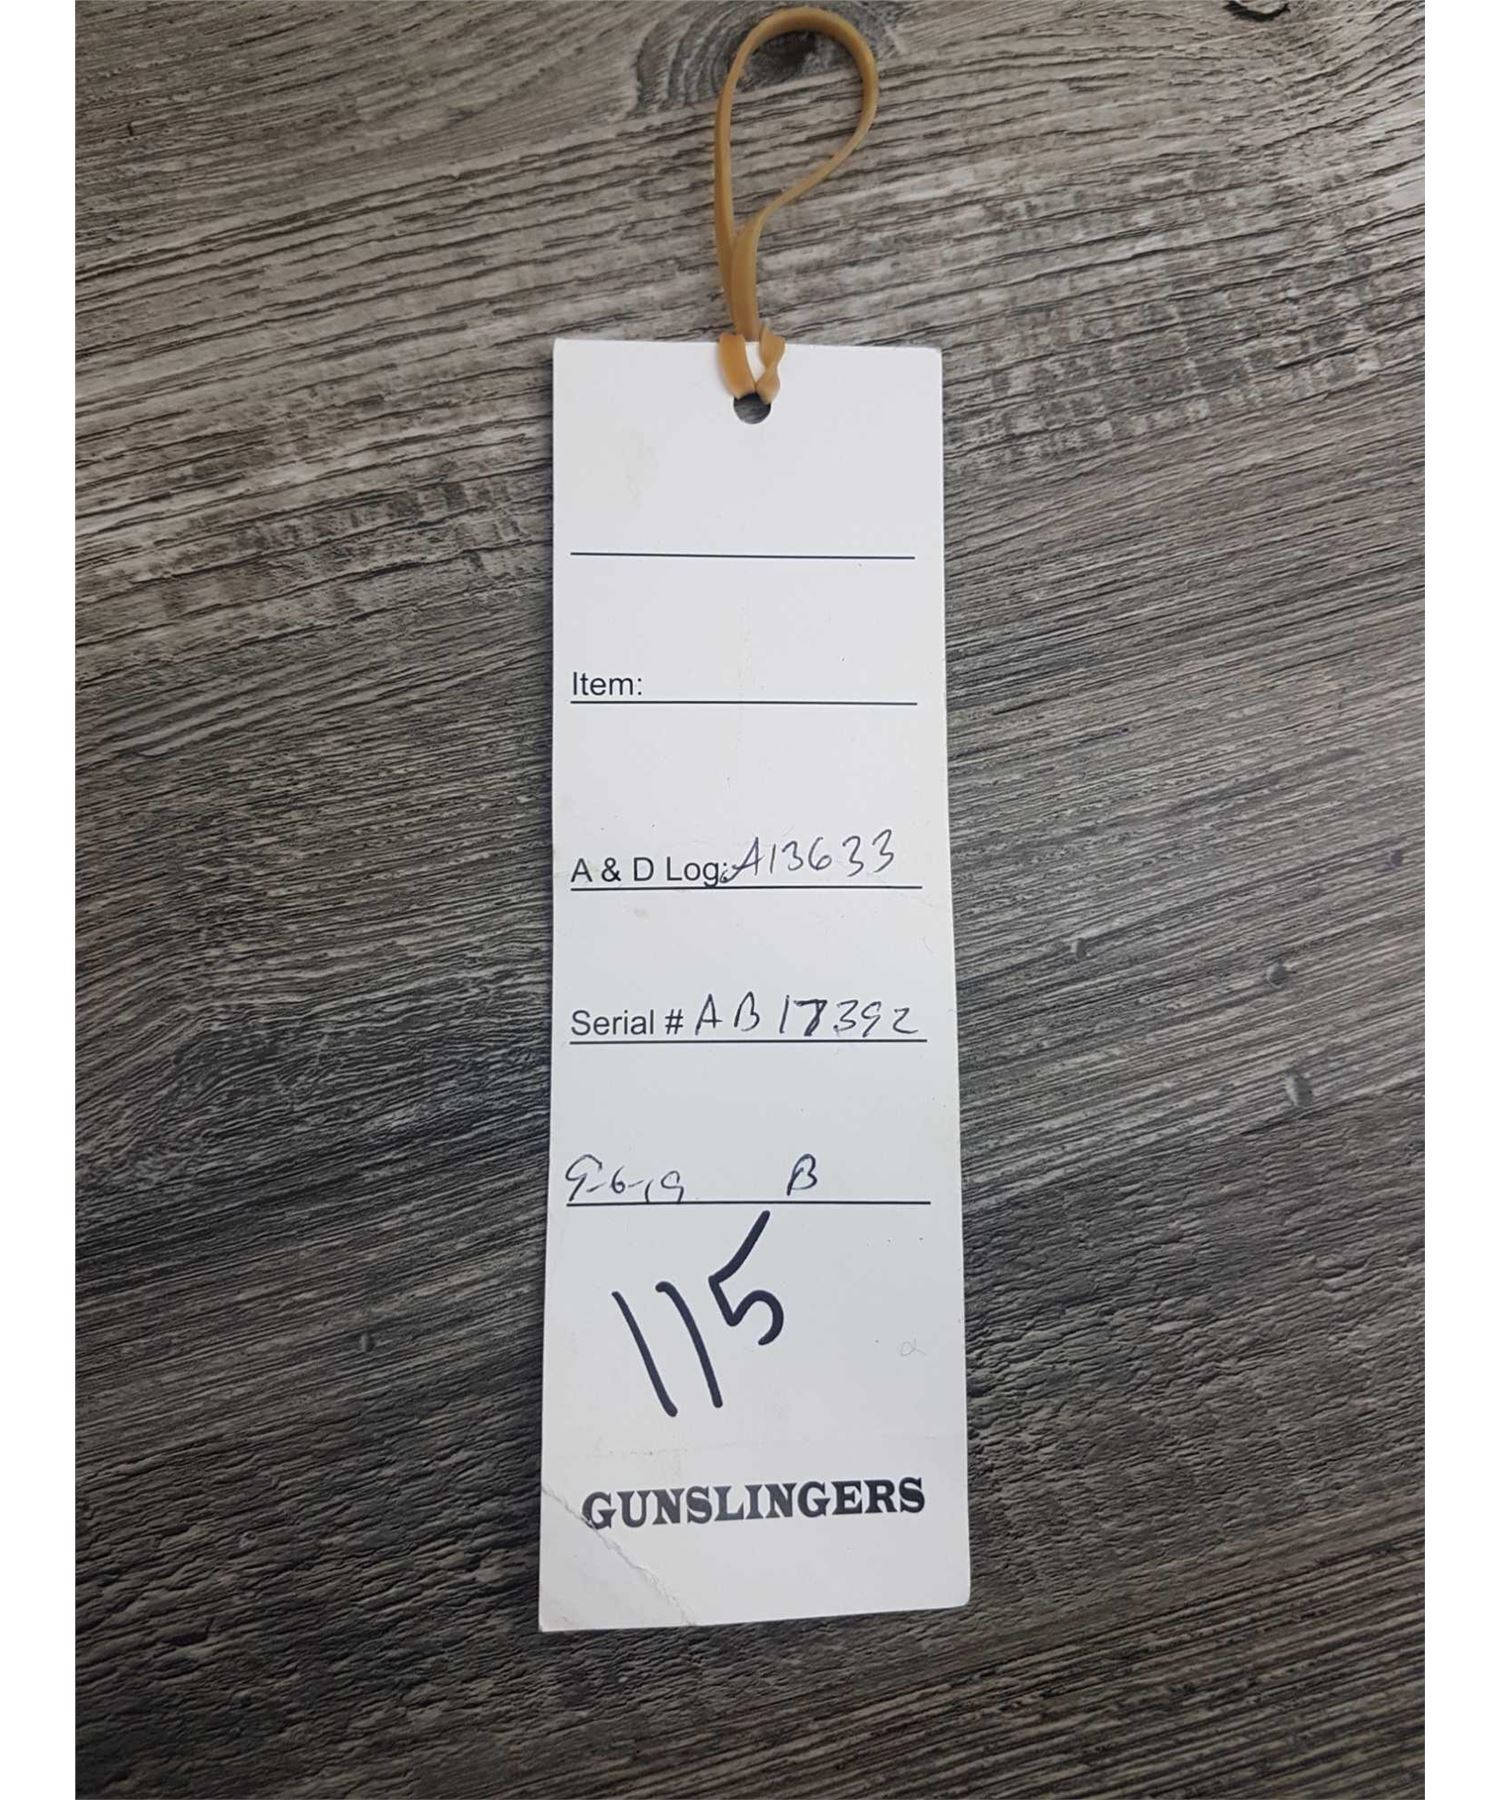 Item:
A & D Log: A13633
Serial # AB17392
9-6-19 B
115
GUNSLINGERS